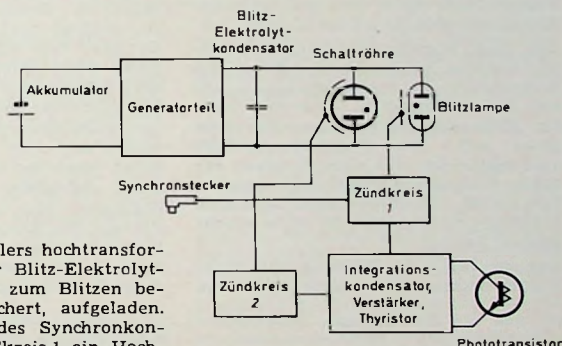 Blitz-
Elektrolyt-
kondensator
Schaltröhre
Akkumulator
Generatorteil
Blitzlampe
Synchronstecker
Zündkreis
1
lers hochtransfor-
Blitz-Elektrolyt-
zum Blitzen be-
chert, aufgeladen.
des Synchronkon-
Zündkreis
2
Integrations-
kondensator,
Verstärker,
Thyristor
Phototransistor